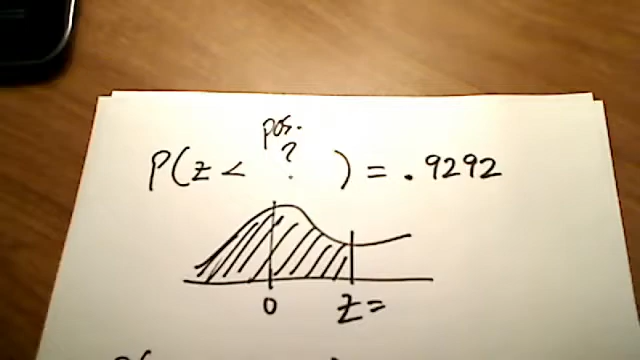 pos.
P(z < ? ) = .9292
0 z =